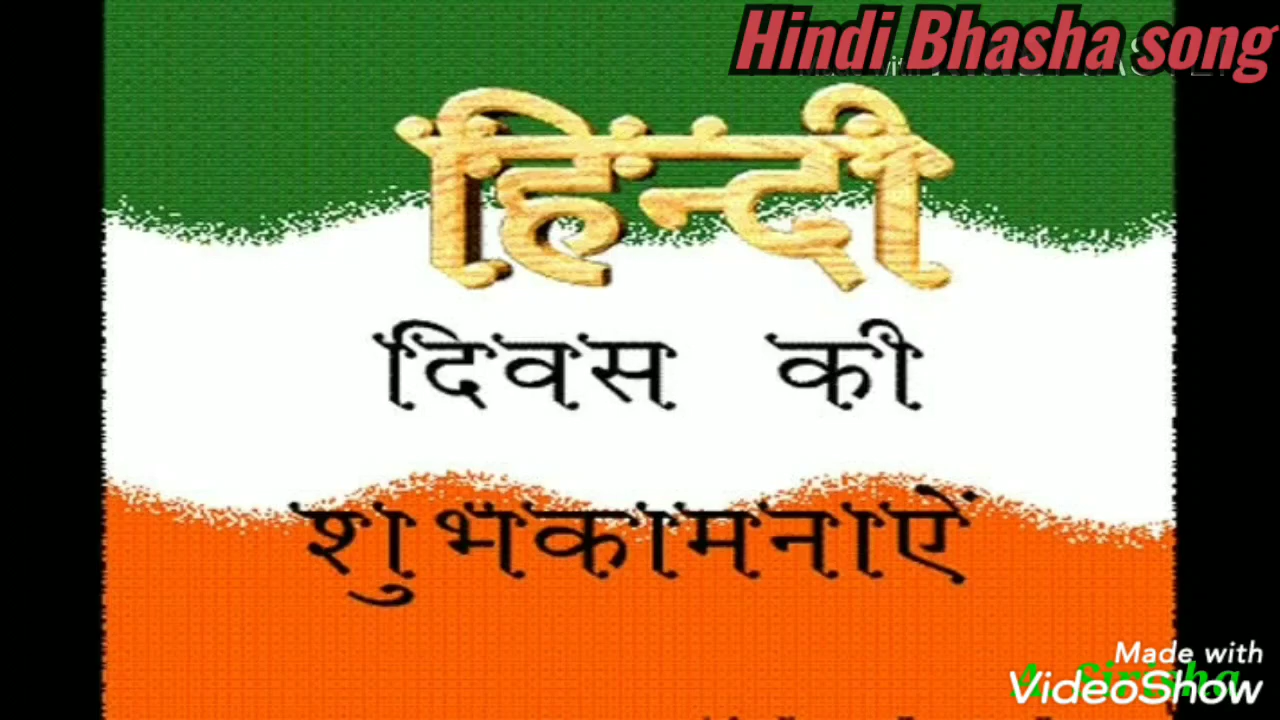 Hindi Bhasha song
हिन्दी
दिवस की
शुभकामनाऐं
Made with
VideoShow